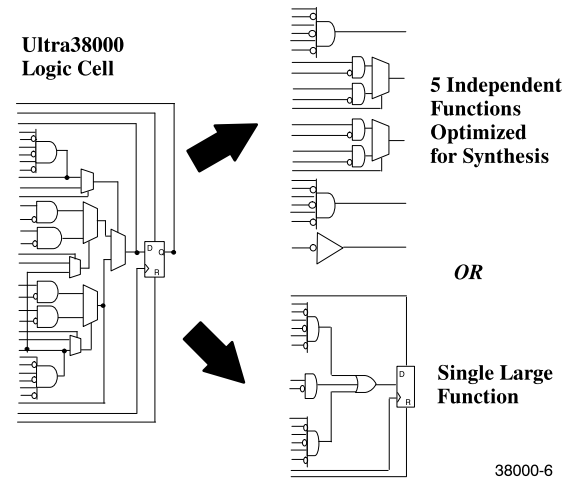 Ultra38000
Logic Cell
5 Independent
Functions
Optimized
for Synthesis
D
Q
R
OR
Single Large
Function
D
R
38000-6